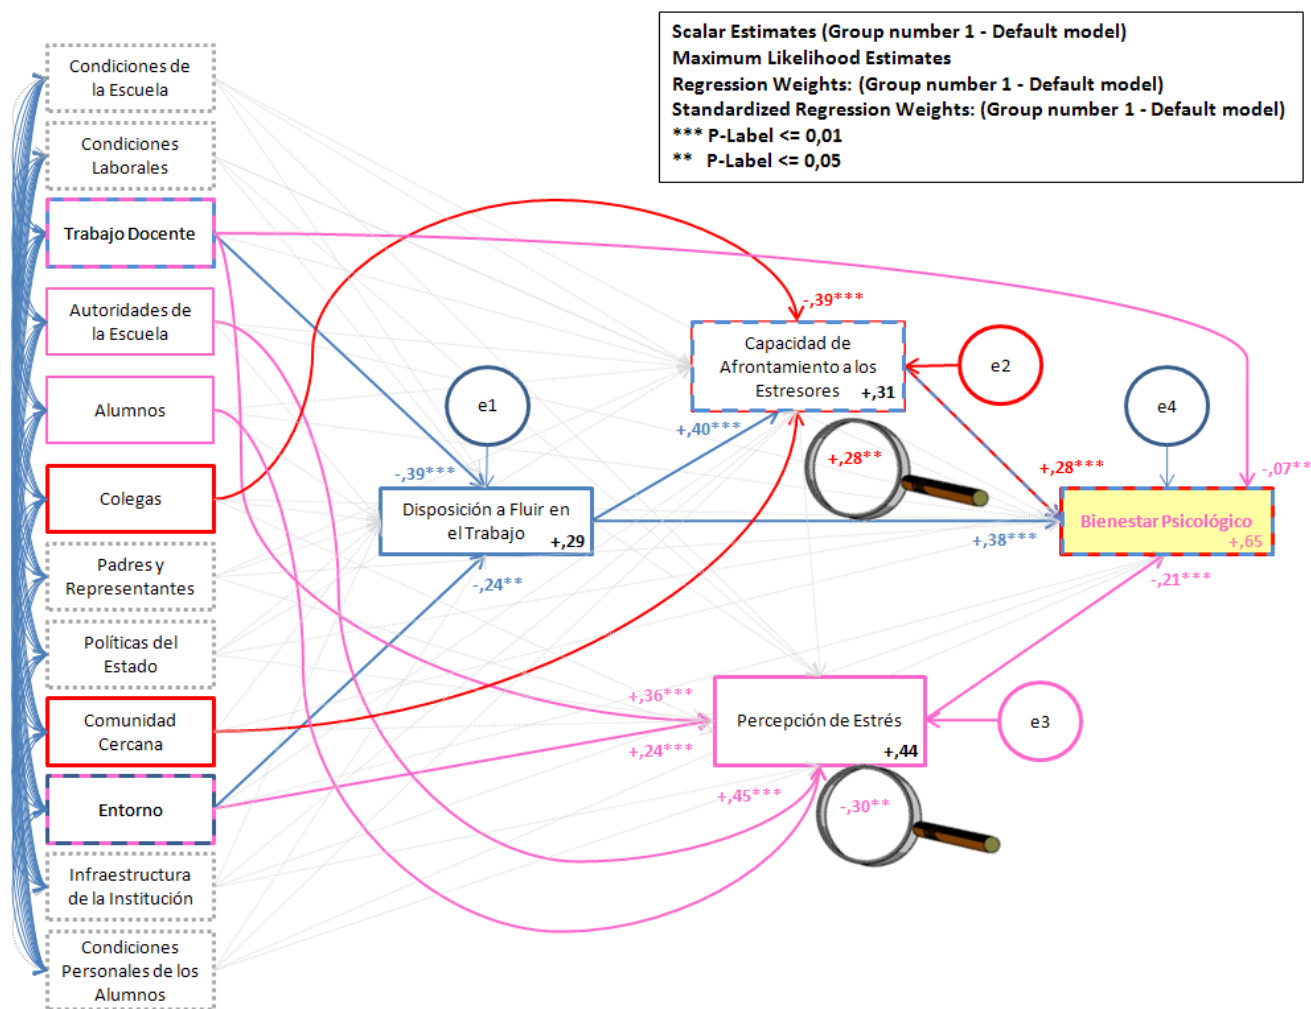 Scalar Estimates (Group number 1 - Default model)
Maximum Likelihood Estimates
Regression Weights: (Group number 1 - Default model)
Standardized Regression Weights: (Group number 1 - Default model)
*** P-Label <= 0,01
** P-Label <= 0,05
Condiciones de
la Escuela
Condiciones
Laborales
Trabajo Docente
Autoridades de
la Escuela
Alumnos
Colegas
Padres y
Representantes
Políticas del
Estado
Comunidad
Cercana
Entorno
Infraestructura
de la Institución
Condiciones
Personales de los
Alumnos
e1
-,39***
Disposición a Fluir en
el Trabajo
+,29
-,24**
-,39***
Capacidad de
Afrontamiento a los
Estresores
+,31
+,40***
+,28**
e2
e4
+,28***
-,07**
Bienestar Psicológico
+,65
+,38***
-,21***
+,36***
+,24***
Percepción de Estrés
+,44
e3
+,45***
-,30**